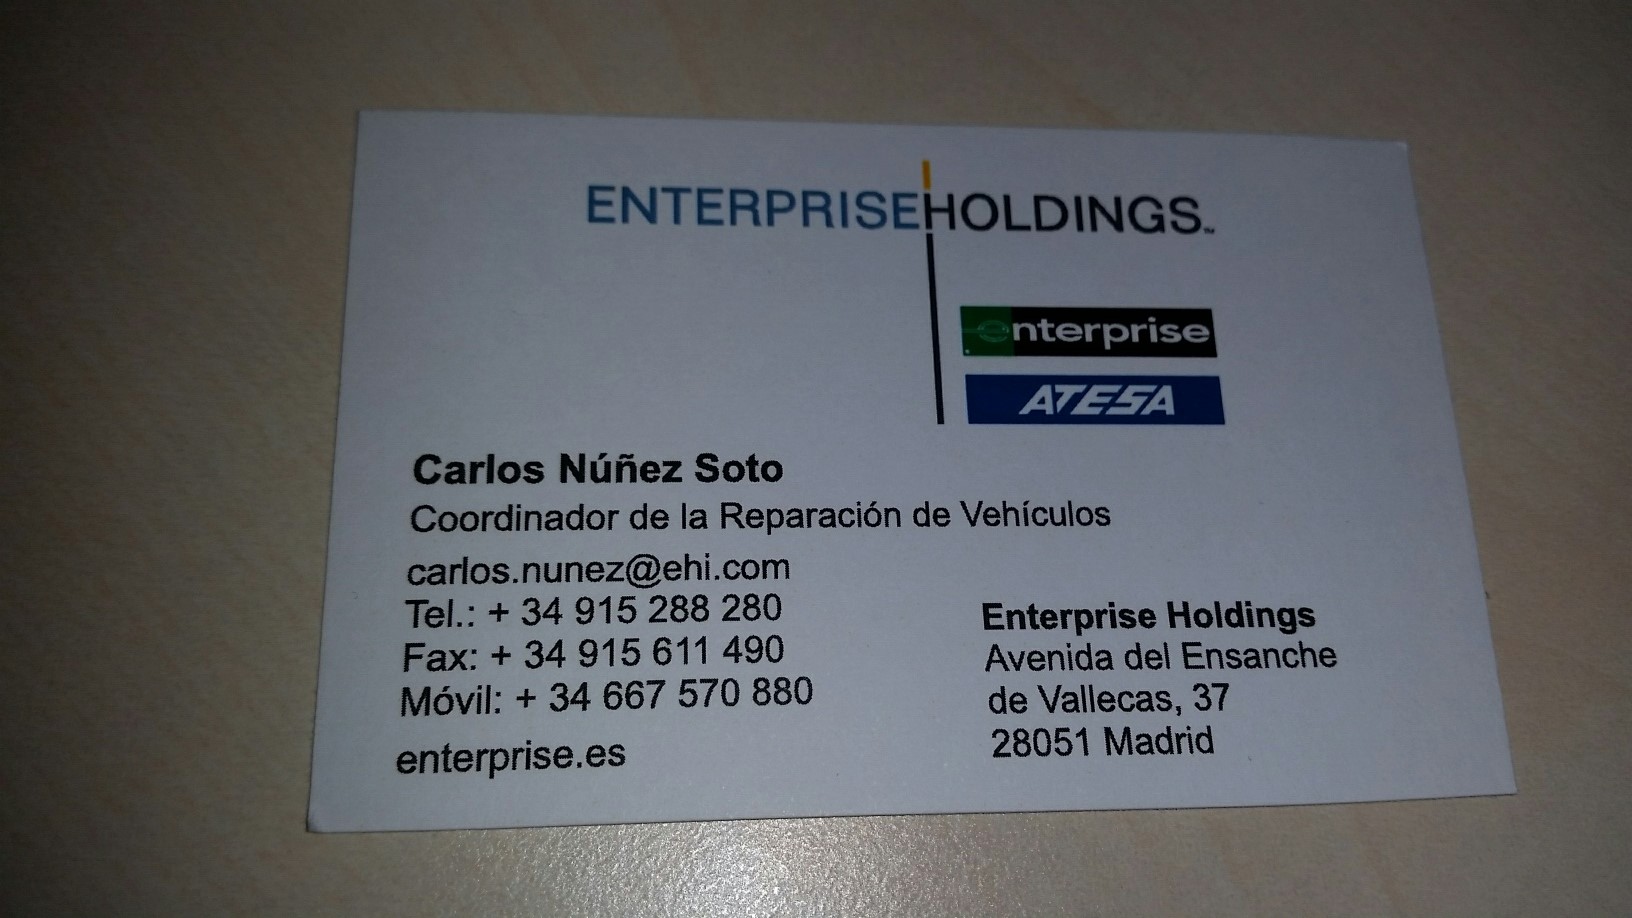 ENTERPRISEHOLDINGS™
enterprise
ATESA
Carlos Núñez Soto
Coordinador de la Reparación de Vehículos
carlos.nunez@ehi.com
Tel.: + 34 915 288 280
Fax: + 34 915 611 490
Móvil: + 34 667 570 880
enterprise.es
Enterprise Holdings
Avenida del Ensanche
de Vallecas, 37
28051 Madrid